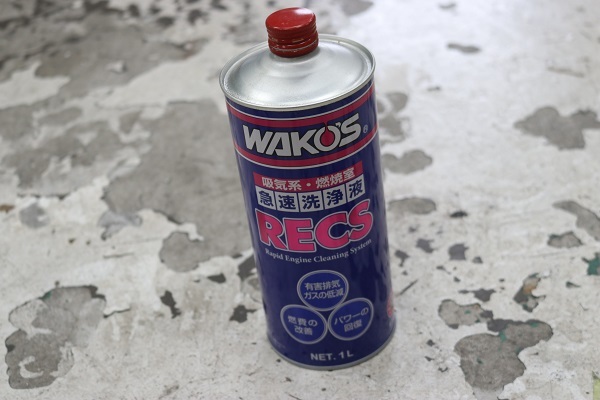 WAKO'S®
吸気系・燃焼室
急速洗浄液
RECS
Rapid Engine Cleaning System
有害排気
ガスの低減
燃費の
改善
パワーの
回復
NET. 1L